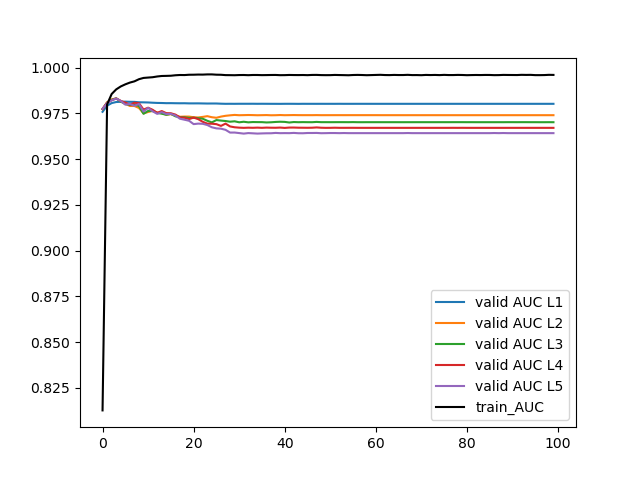 1.000
0.975
0.950
0.925
0.900
0.875
0.850
0.825
0
20
40
60
80
100
valid AUC L1
valid AUC L2
valid AUC L3
valid AUC L4
valid AUC L5
train_AUC